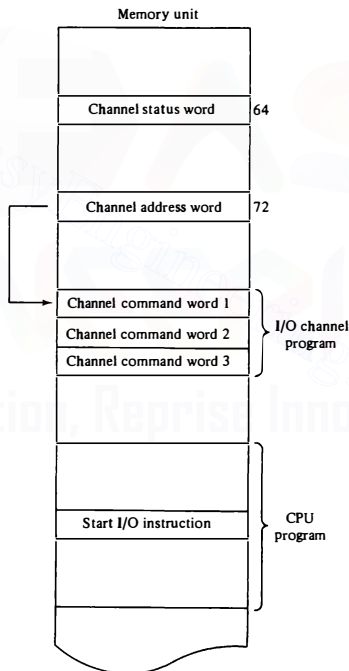 Memory unit
Channel status word 64
Channel address word 72
Channel command word 1
Channel command word 2
Channel command word 3
I/O channel
program
Start I/O instruction
CPU
program